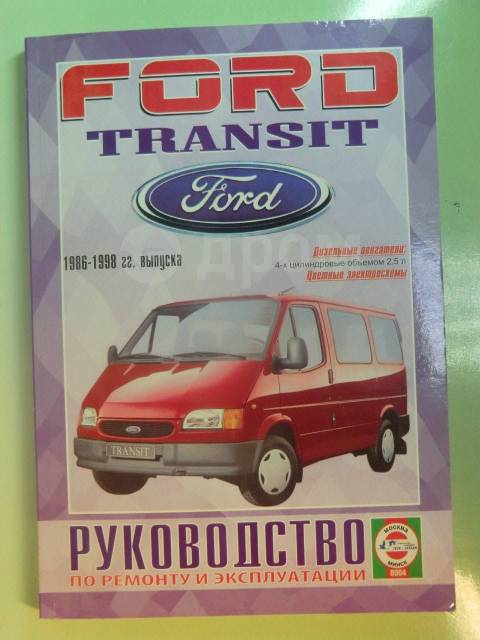 FORD
TRANSIT
Ford
1986-1998 гг. выпуска
Дизельные двигатели:
4-х цилиндровые объемом 2.5 л
Цветные электросхемы
Ford
TRANSIT
РУКОВОДСТВО
ПО РЕМОНТУ И ЭКСПЛУАТАЦИИ
МОСКВА
МИНСК